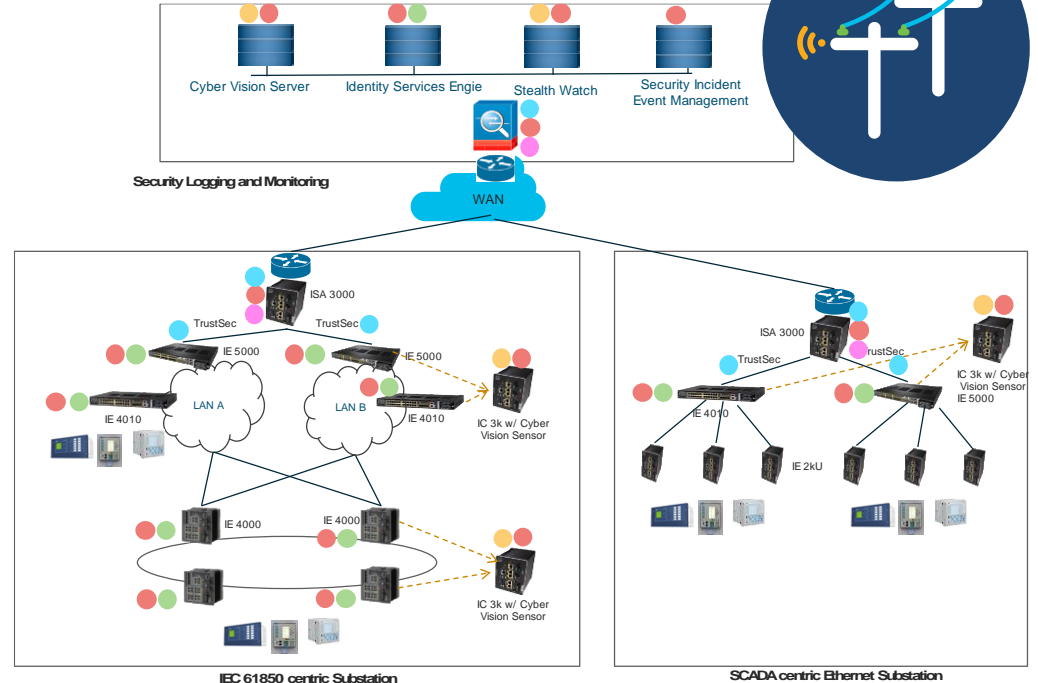 Cyber Vision Server
Identity Services Engie
Stealth Watch
Security Incident
Event Management
Security Logging and Monitoring
WAN
ISA 3000
TrustSec
TrustSec
IE 5000
IE 5000
LAN A
LAN B
IE 4010
IE 4010
IC 3k w/ Cyber
Vision Sensor
IE 4000
IE 4000
IC 3k w/ Cyber
Vision Sensor
IEC 61850 centric Substation
ISA 3000
TrustSec
TrustSec
IC 3k w/ Cyber
Vision Sensor
IE 5000
IE 4010
IE 2kU
SCADA centric Ethernet Substation